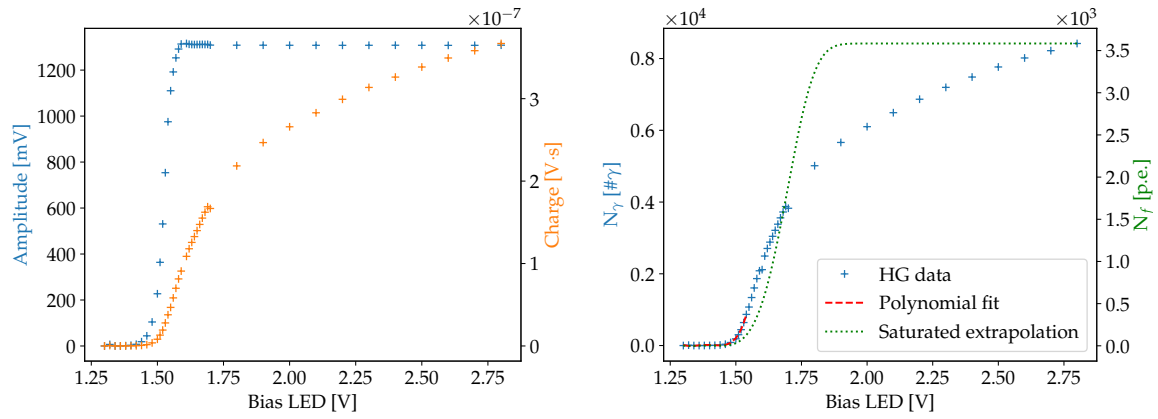 ×10⁻⁷
1200
1000
800
600
400
200
0
Amplitude [mV]
3
2
1
0
Charge [V·s]
1.25 1.50 1.75 2.00 2.25 2.50 2.75
Bias LED [V]
×10⁴
×10³
0.8
0.6
0.4
0.2
0.0
N_γ [#γ]
3.5
3.0
2.5
2.0
1.5
1.0
0.5
0.0
N_f [p.e.]
HG data
Polynomial fit
Saturated extrapolation
1.25 1.50 1.75 2.00 2.25 2.50 2.75
Bias LED [V]